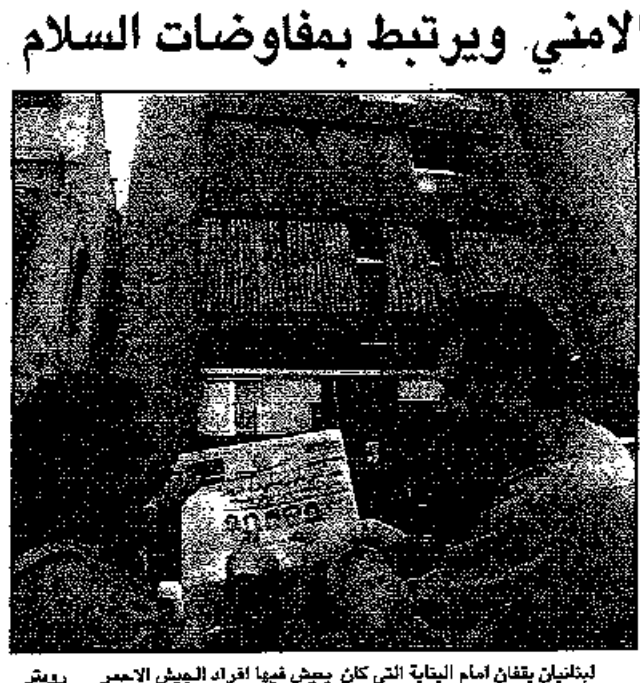 الامني ويرتبط بمفاوضات السلام
لبنانيان يقفان امام البناية التي كان يعيش فيها افراد الجيش الاحمر رويتر